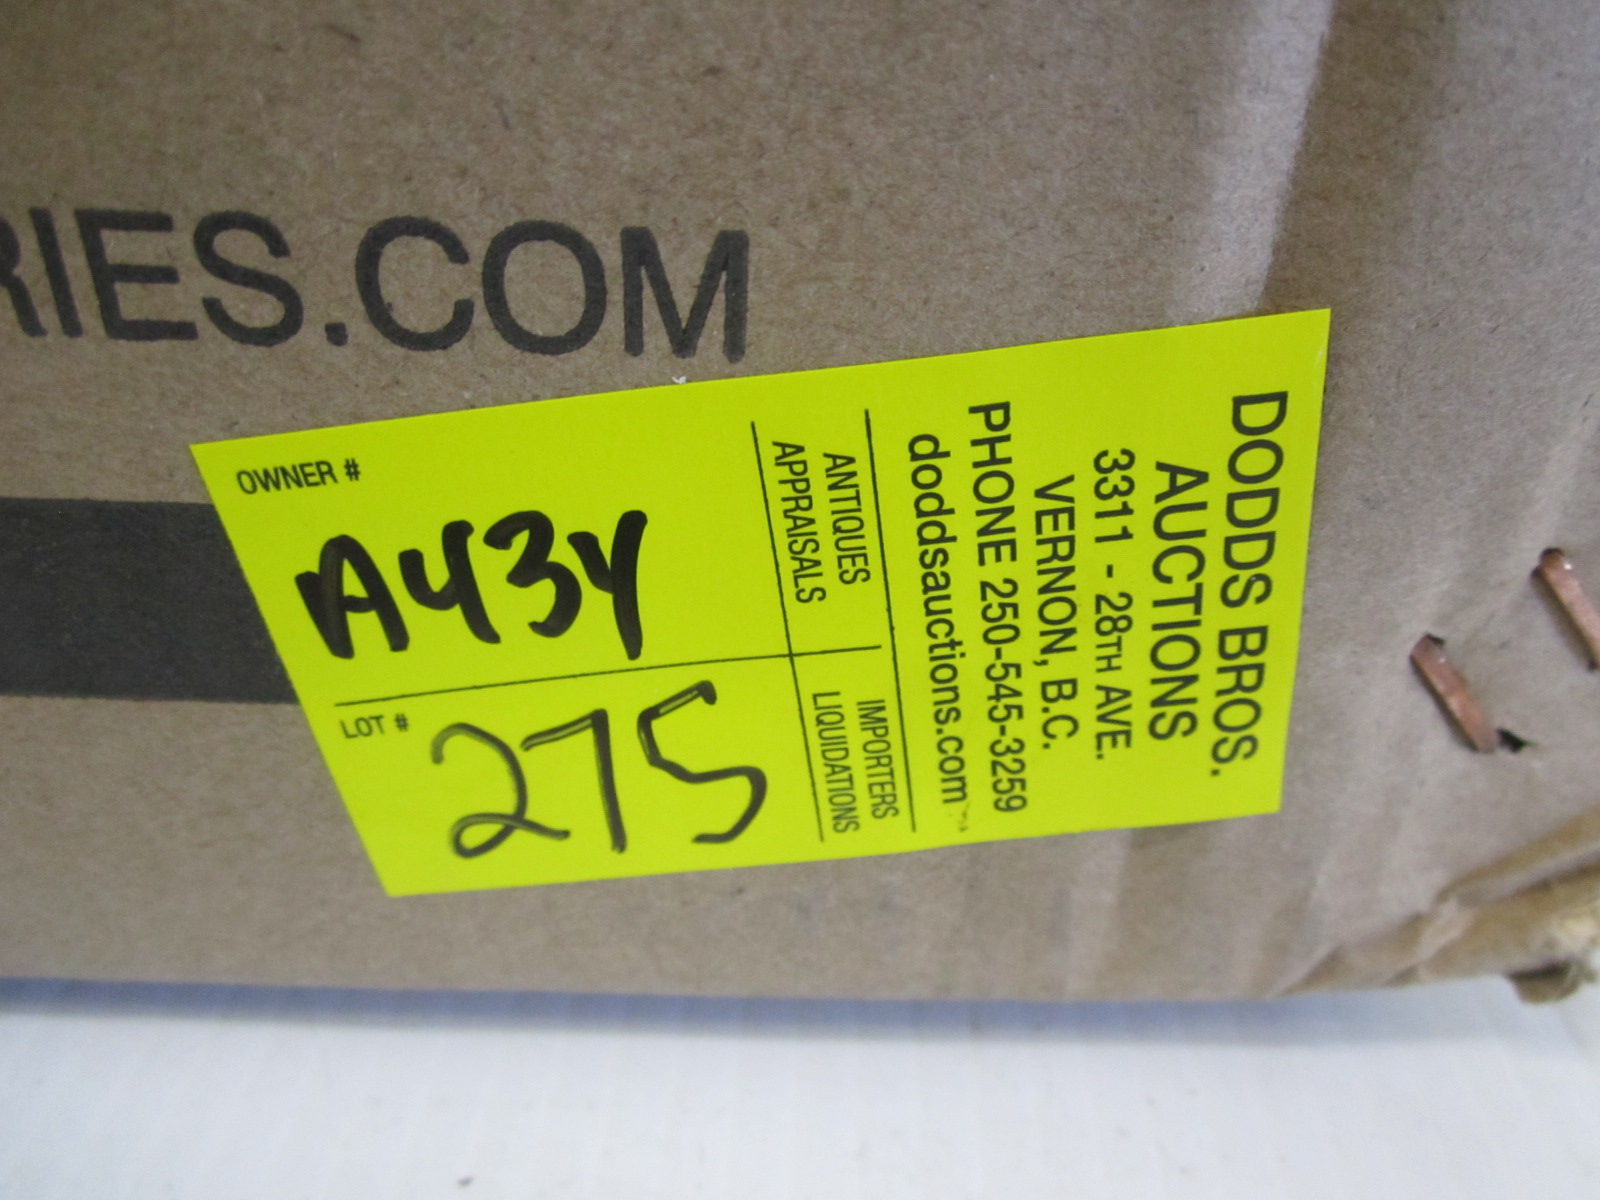 RIES.COM
OWNER #
A434
LOT #
275
ANTIQUES
APPRAISALS
IMPORTERS
LIQUIDATIONS
DODDS BROS.
AUCTIONS
3311 - 28TH AVE.
VERNON, B.C.
PHONE 250-545-3259
doddsauctions.com